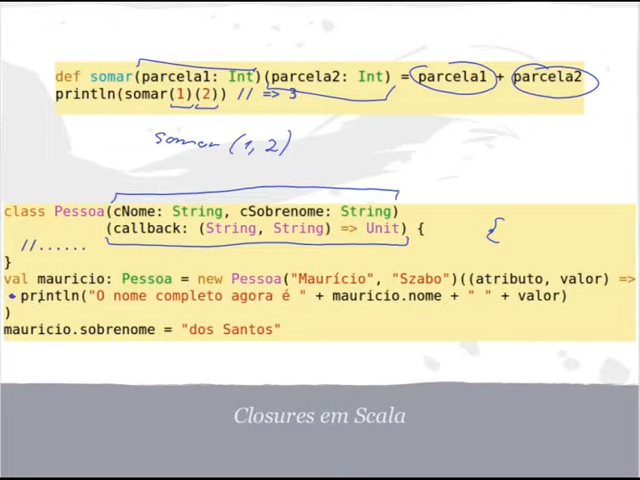 def somar(parcela1: Int)(parcela2: Int) = parcela1 + parcela2
println(somar(1)(2)) // => 3
somar (1, 2)
class Pessoa(cNome: String, cSobrenome: String)
(callback: (String, String) => Unit) {
{
//......
}
val mauricio: Pessoa = new Pessoa("Maurício", "Szabo")((atributo, valor) =>
println("O nome completo agora é " + mauricio.nome + " " + valor)
)
mauricio.sobrenome = "dos Santos"
Closures em Scala